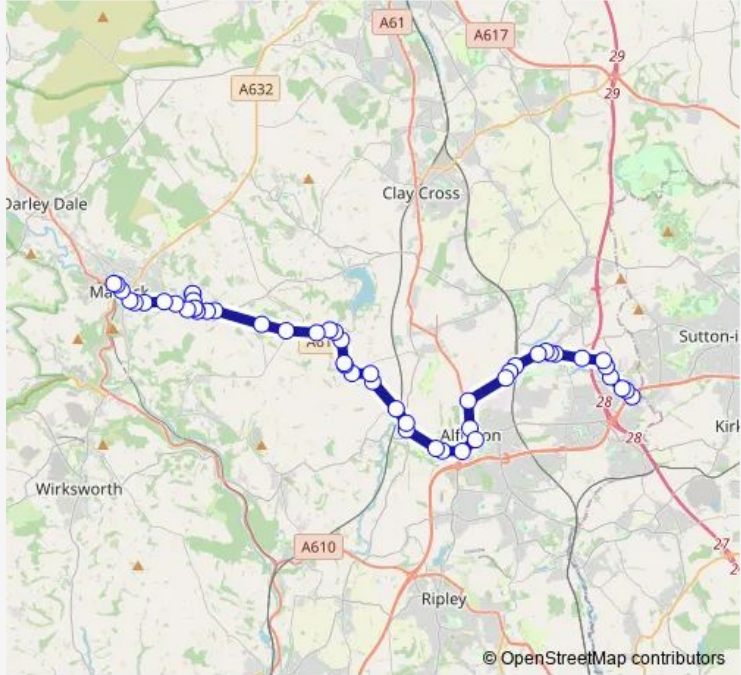 A61
A617
29
29
A632
Clay Cross
Darley Dale
Sutton-i
28
Kirk
28
Wirksworth
A610
27
2
Ripley
© OpenStreetMap contributors